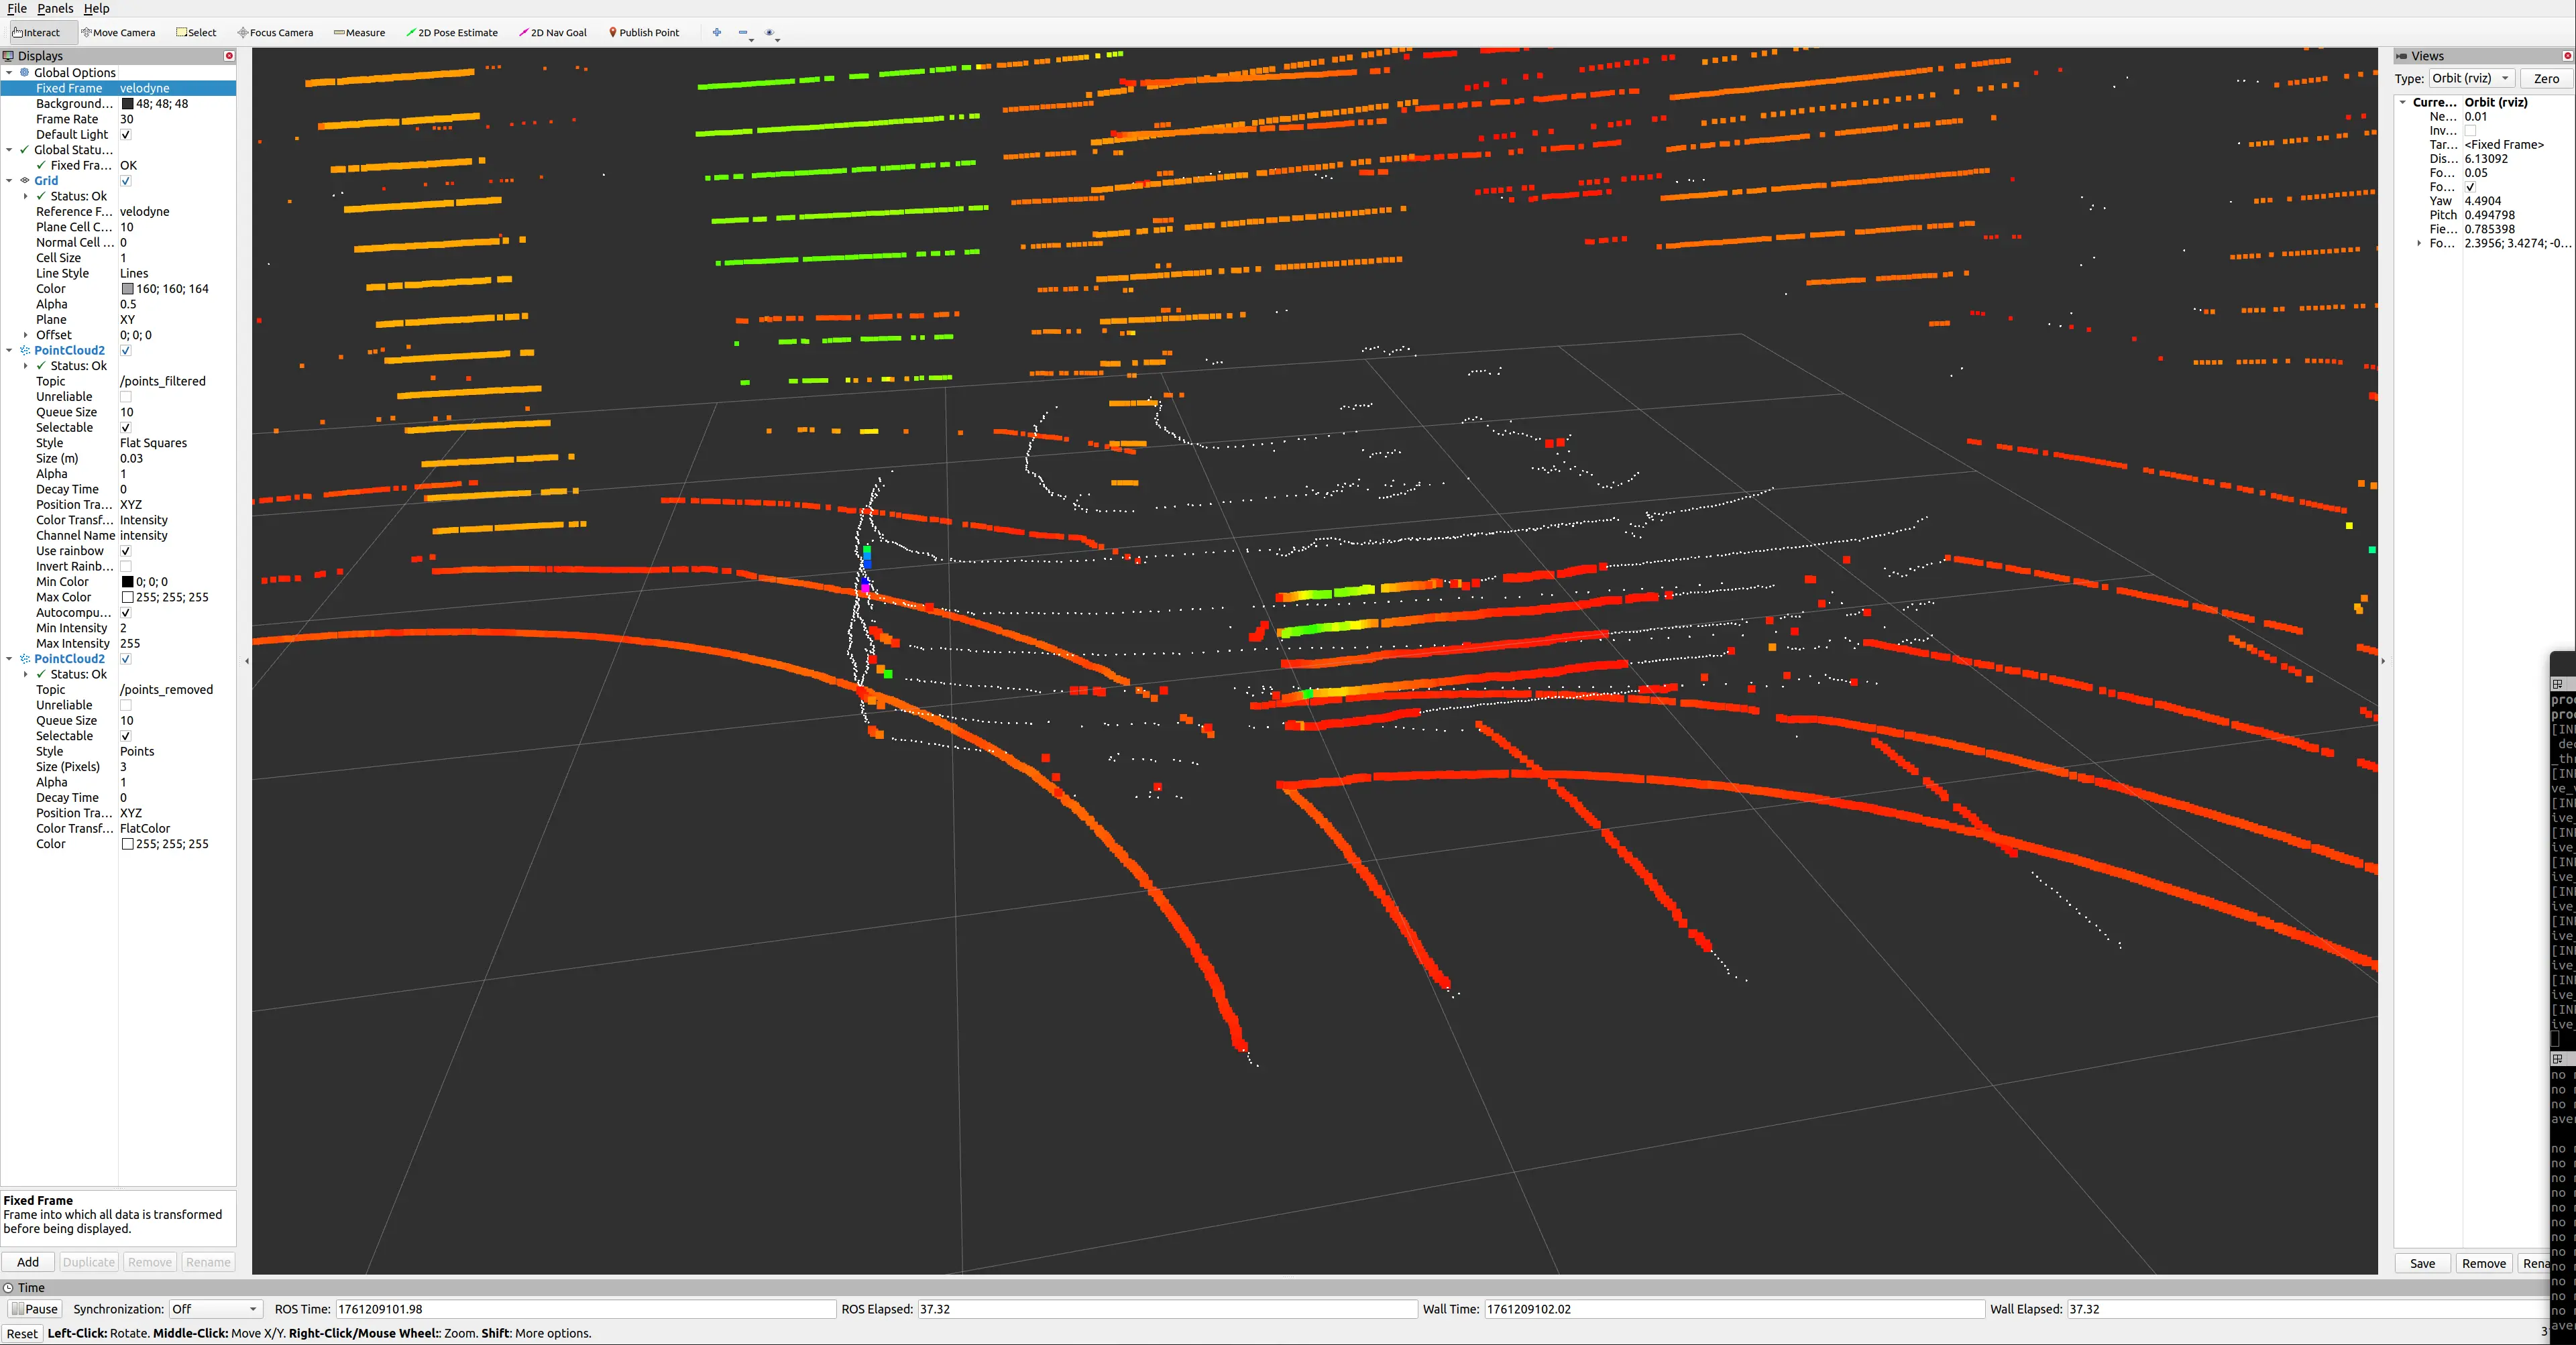 File Panels Help
Interact Move Camera Select Focus Camera Measure 2D Pose Estimate 2D Nav Goal Publish Point
Displays
Global Options
Fixed Frame velodyne
Background... 48; 48; 48
Frame Rate 30
Default Light
Global Statu...
Fixed Fra... OK
Grid
Status: Ok
Reference F... velodyne
Plane Cell C... 10
Normal Cell ... 0
Cell Size 1
Line Style Lines
Color 160; 160; 164
Alpha 0.5
Plane XY
Offset 0; 0; 0
PointCloud2
Status: Ok
Topic /points_filtered
Unreliable
Queue Size 10
Selectable
Style Flat Squares
Size (m) 0.03
Alpha 1
Decay Time 0
Position Tra... XYZ
Color Transf... Intensity
Channel Name intensity
Use rainbow
Invert Rainb...
Min Color 0; 0; 0
Max Color 255; 255; 255
Autocompu...
Min Intensity 2
Max Intensity 255
PointCloud2
Status: Ok
Topic /points_removed
Unreliable
Queue Size 10
Selectable
Style Points
Size (Pixels) 3
Alpha 1
Decay Time 0
Position Tra... XYZ
Color Transf... FlatColor
Color 255; 255; 255
Fixed Frame
Frame into which all data is transformed
before being displayed.
Add Duplicate Remove Rename
Views
Type: Orbit (rviz) Zero
Curre... Orbit (rviz)
Ne... 0.01
Inv...
Tar... <Fixed Frame>
Dis... 6.13092
Fo... 0.05
Fo...
Yaw 4.4904
Pitch 0.494798
Fie... 0.785398
Fo... 2.3956; 3.4274; -0...
Save Remove Rena
Time
Pause Synchronization: Off ROS Time: 1761209101.98 ROS Elapsed: 37.32 Wall Time: 1761209102.02 Wall Elapsed: 37.32
Reset Left-Click: Rotate. Middle-Click: Move X/Y. Right-Click/Mouse Wheel:: Zoom. Shift: More options.